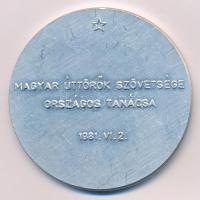 MAGYAR ÚTTÖRŐK SZÖVETSÉGE
ORSZÁGOS TANÁCSA
1981. VI. 2.